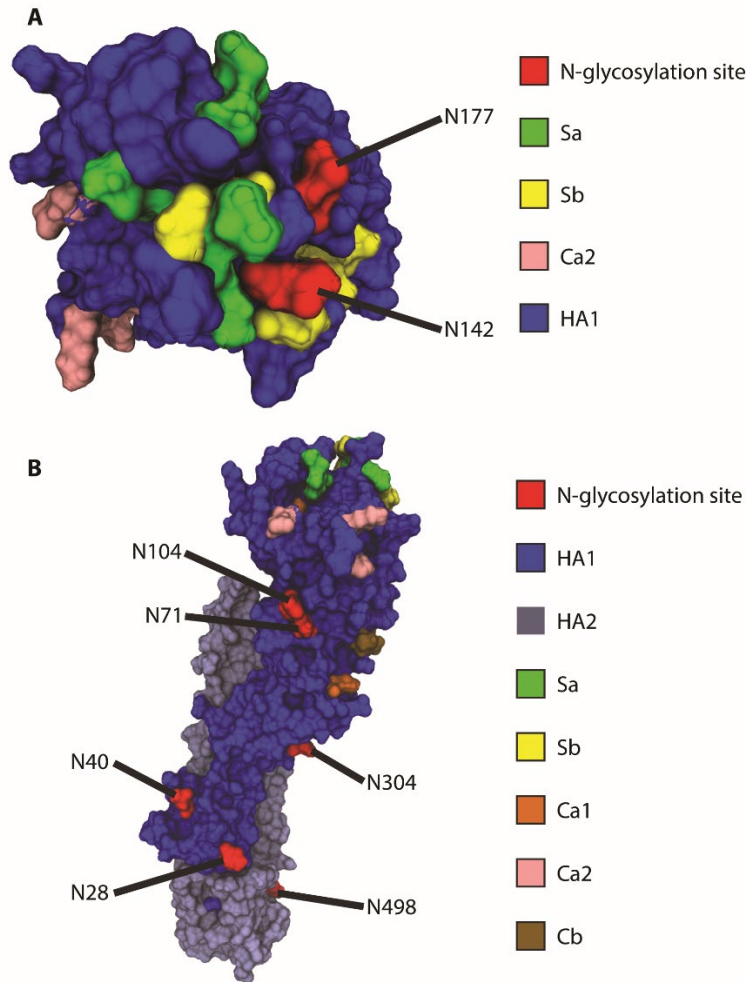 A
N177
N142
N-glycosylation site
Sa
Sb
Ca2
HA1
B
N104
N71
N40
N28
N304
N498
N-glycosylation site
HA1
HA2
Sa
Sb
Ca1
Ca2
Cb